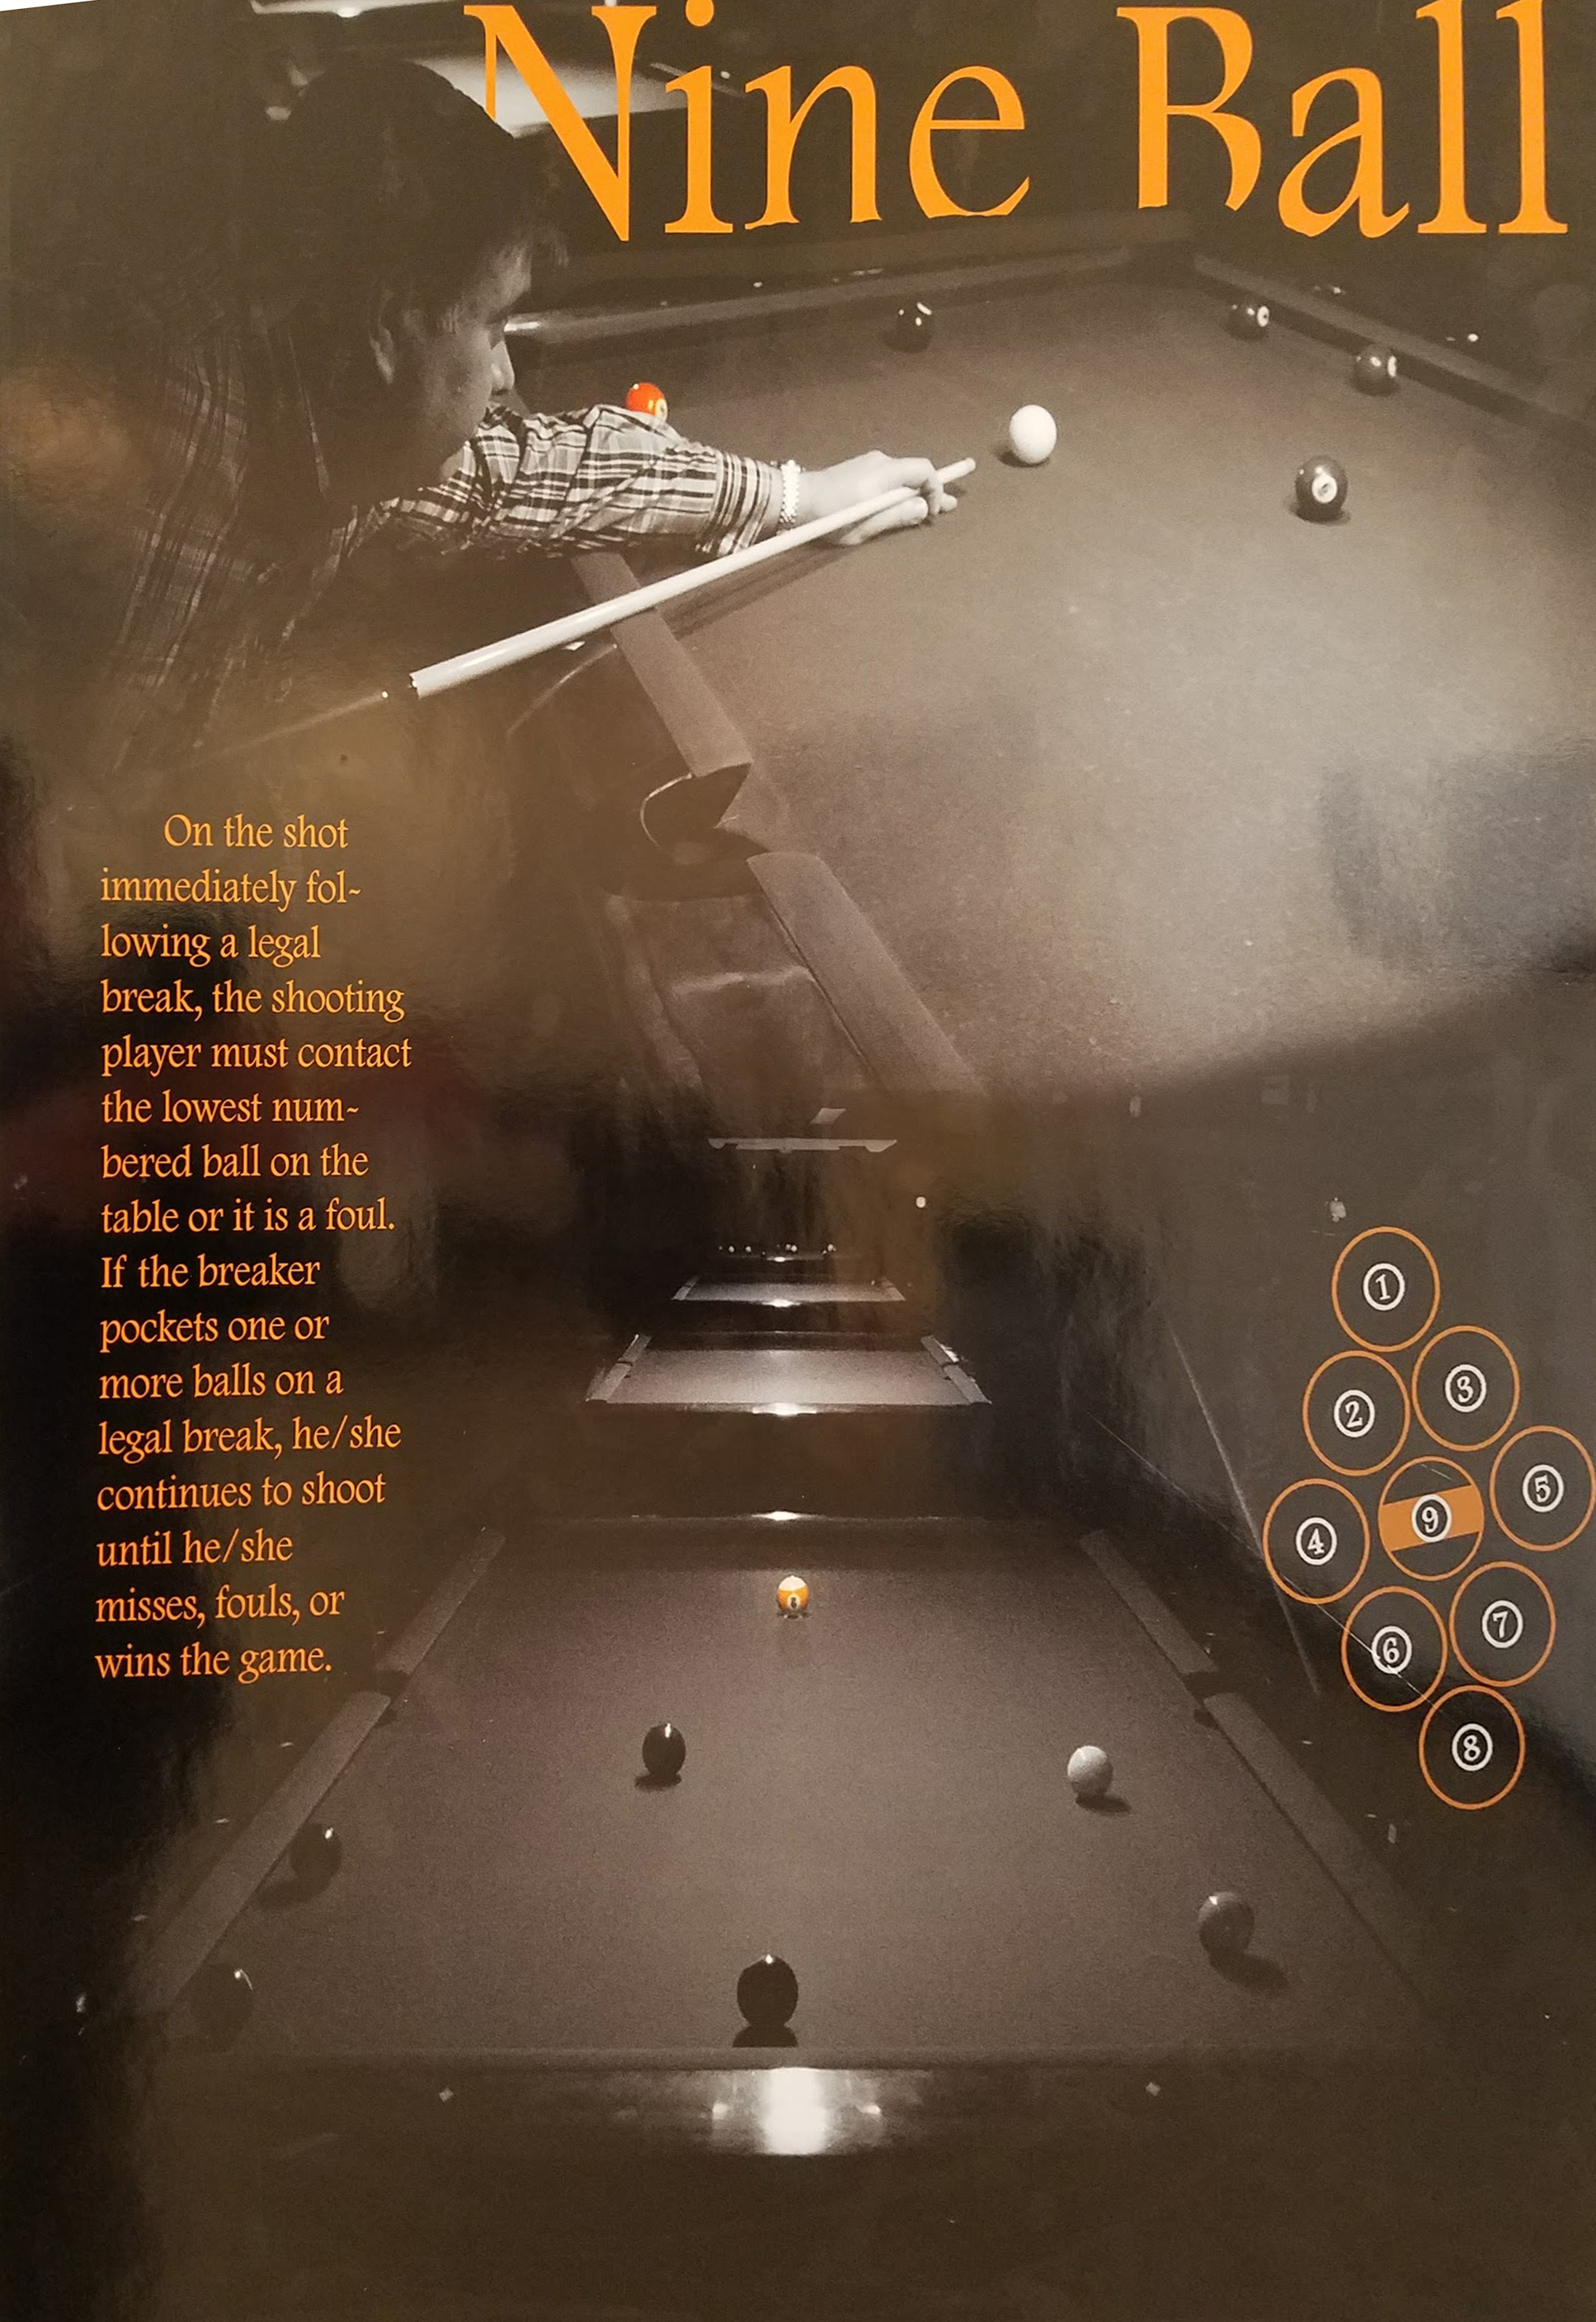 Nine Ball
On the shot
immediately fol-
lowing a legal
break, the shooting
player must contact
the lowest num-
bered ball on the
table or it is a foul.
If the breaker
pockets one or
more balls on a
legal break, he/she
continues to shoot
until he/she
misses, fouls, or
wins the game.
1
2 3
4 9 5
6 7
8